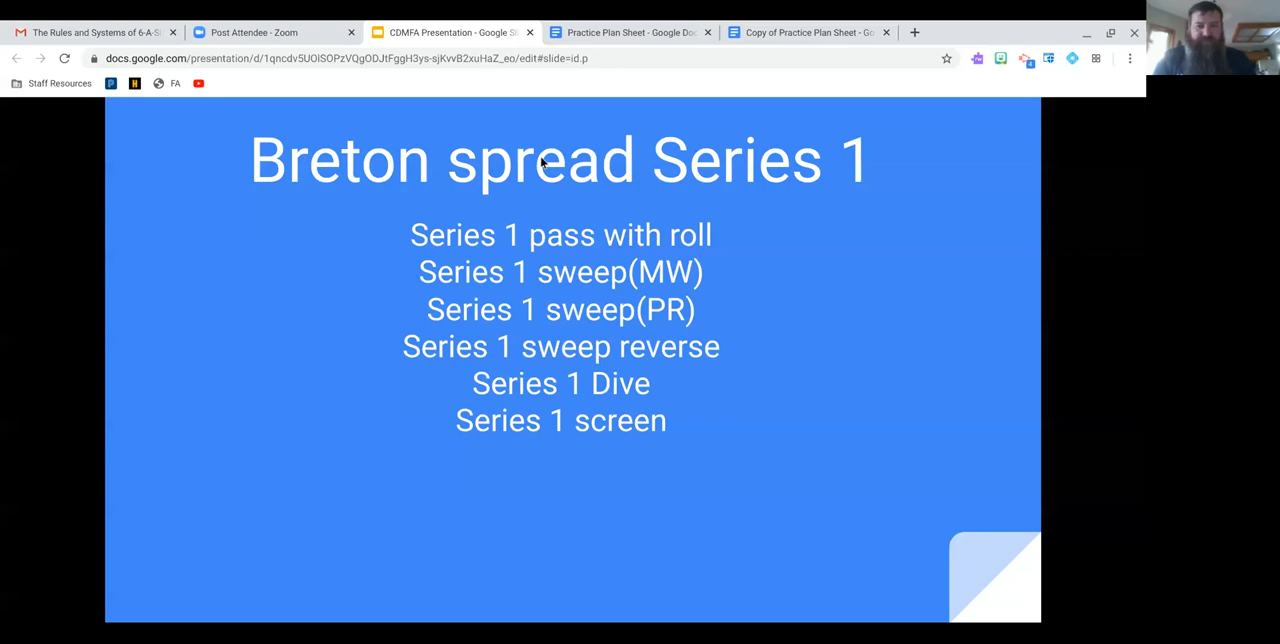 The Rules and Systems of 6-A-S
Post Attendee - Zoom
CDMFA Presentation - Google S
Practice Plan Sheet - Google Doc
Copy of Practice Plan Sheet - Go
docs.google.com/presentation/d/1qncdv5UOlSOPzVQgODJtFggH3ys-sjKvvB2xuHaZ_eo/edit#slide=id.p
Staff Resources
P
H
FA
Breton spread Series 1
Series 1 pass with roll
Series 1 sweep(MW)
Series 1 sweep(PR)
Series 1 sweep reverse
Series 1 Dive
Series 1 screen